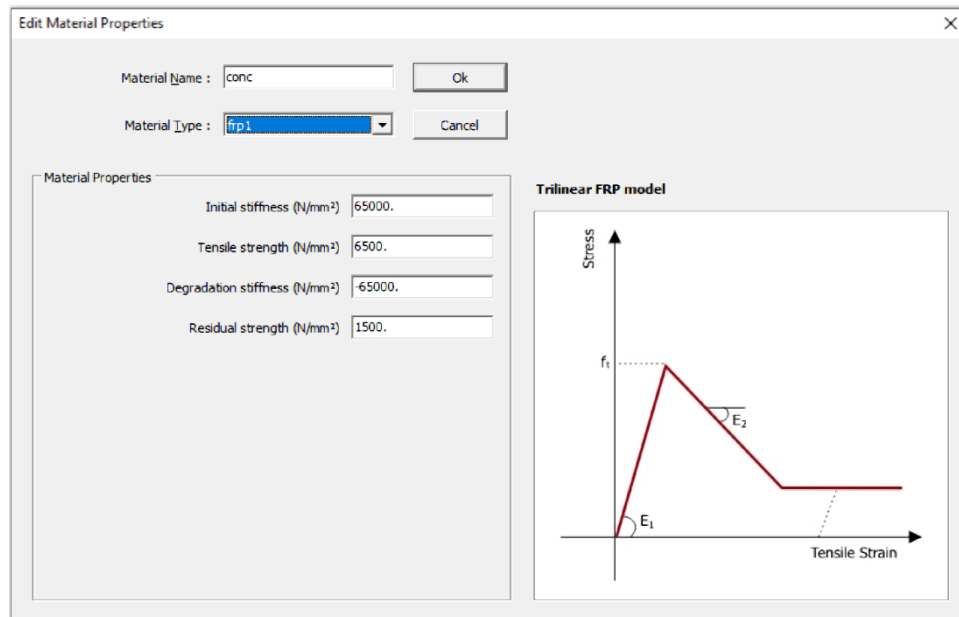 Edit Material Properties
Material Name : conc Ok
Material Type : frp1 Cancel
Material Properties
Initial stiffness (N/mm²) 65000.
Tensile strength (N/mm²) 6500.
Degradation stiffness (N/mm²) -65000.
Residual strength (N/mm²) 1500.
Trilinear FRP model
Stress
fₜ
E₂
E₁
Tensile Strain